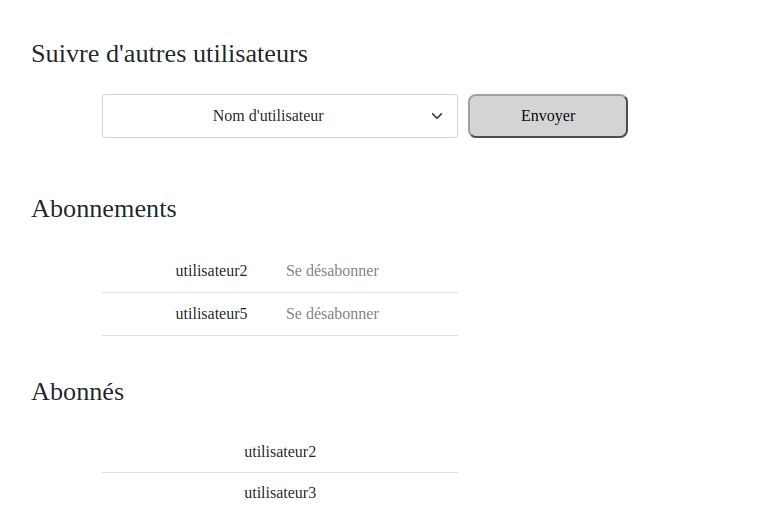 Suivre d'autres utilisateurs
Nom d'utilisateur
Envoyer
Abonnements
utilisateur2 Se désabonner
utilisateur5 Se désabonner
Abonnés
utilisateur2
utilisateur3